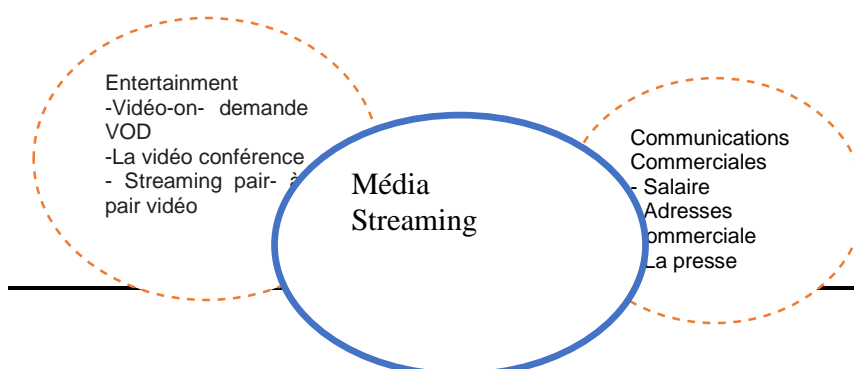 Entertainment
-Vidéo-on- demande
VOD
-La vidéo conférence
- Streaming pair- à
pair vidéo
Média
Streaming
Communications
Commerciales
- Salaire
Adresses
ommerciale
La presse